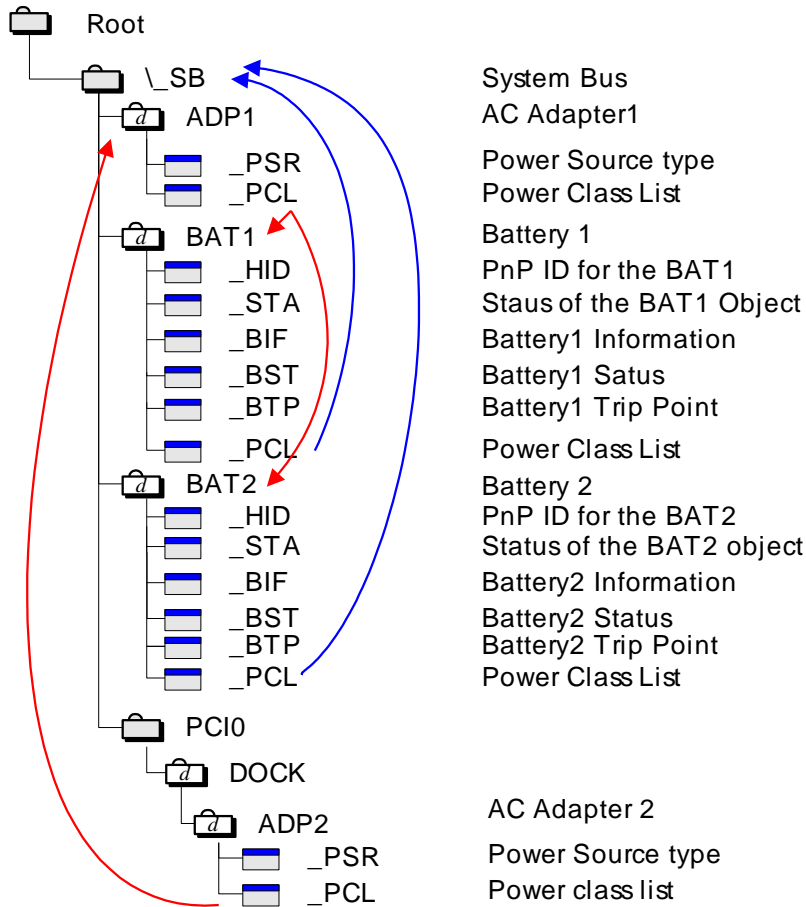 Root
\_SB System Bus
d ADP1 AC Adapter1
_PSR Power Source type
_PCL Power Class List
d BAT1 Battery 1
_HID PnP ID for the BAT1
_STA Staus of the BAT1 Object
_BIF Battery1 Information
_BST Battery1 Satus
_BTP Battery1 Trip Point
_PCL Power Class List
d BAT2 Battery 2
_HID PnP ID for the BAT2
_STA Status of the BAT2 object
_BIF Battery2 Information
_BST Battery2 Status
_BTP Battery2 Trip Point
_PCL Power Class List
PCI0
d DOCK
d ADP2 AC Adapter 2
_PSR Power Source type
_PCL Power class list